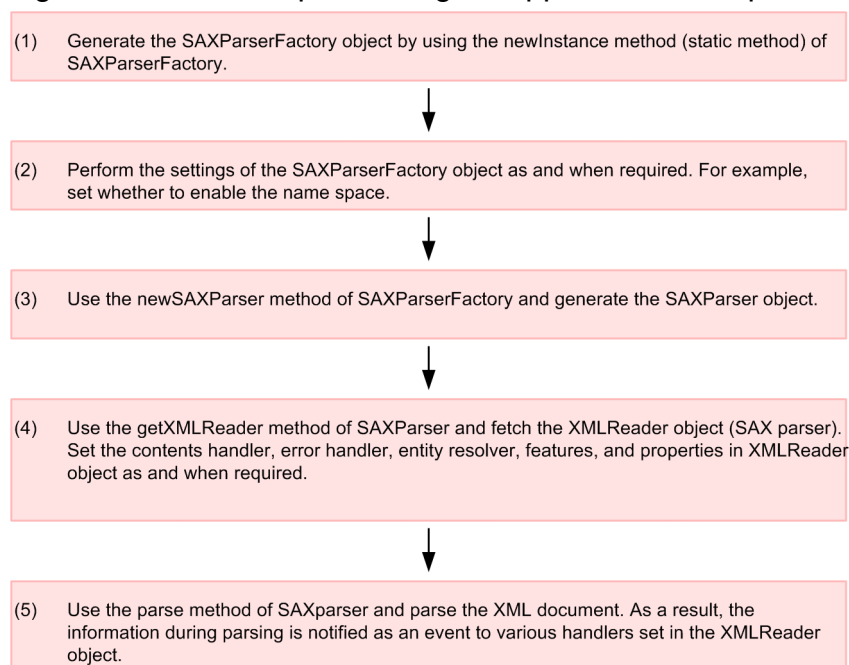 (1) Generate the SAXParserFactory object by using the newInstance method (static method) of
SAXParserFactory.
(2) Perform the settings of the SAXParserFactory object as and when required. For example,
set whether to enable the name space.
(3) Use the newSAXParser method of SAXParserFactory and generate the SAXParser object.
(4) Use the getXMLReader method of SAXParser and fetch the XMLReader object (SAX parser).
Set the contents handler, error handler, entity resolver, features, and properties in XMLReader
object as and when required.
(5) Use the parse method of SAXparser and parse the XML document. As a result, the
information during parsing is notified as an event to various handlers set in the XMLReader
object.